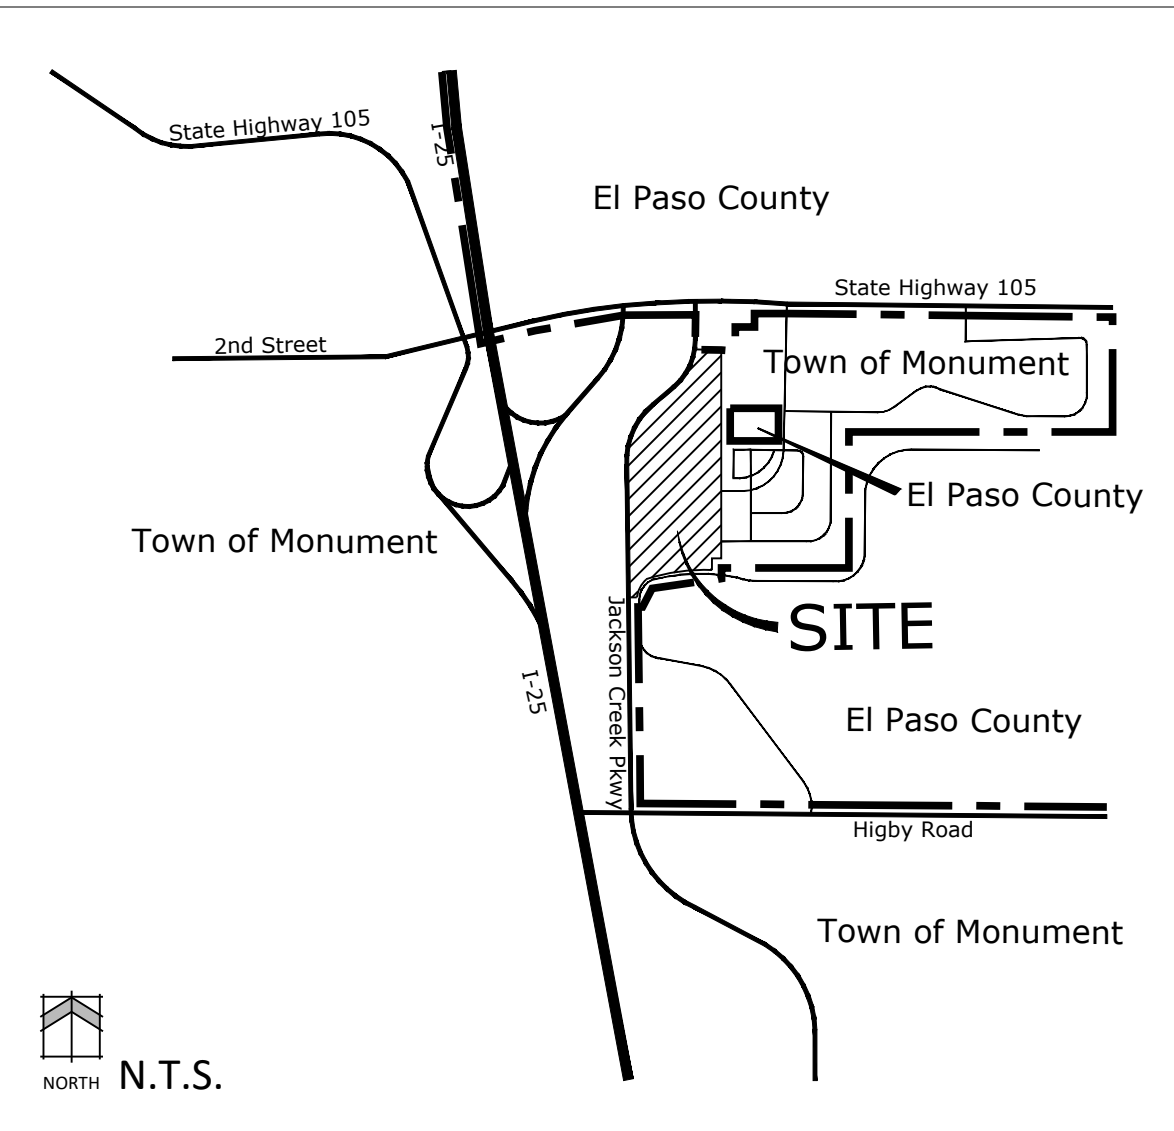 State Highway 105
I-25
El Paso County
State Highway 105
2nd Street
Town of Monument
El Paso County
Town of Monument
SITE
Jackson Creek Pkwy
I-25
El Paso County
Higby Road
Town of Monument
NORTH
N.T.S.